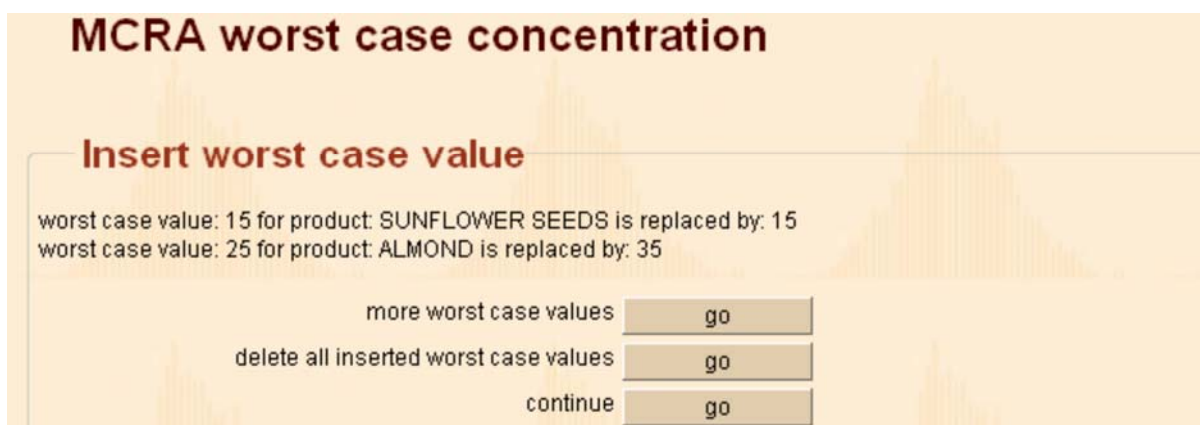 MCRA worst case concentration
Insert worst case value
worst case value: 15 for product: SUNFLOWER SEEDS is replaced by: 15
worst case value: 25 for product: ALMOND is replaced by: 35
more worst case values go
delete all inserted worst case values go
continue go